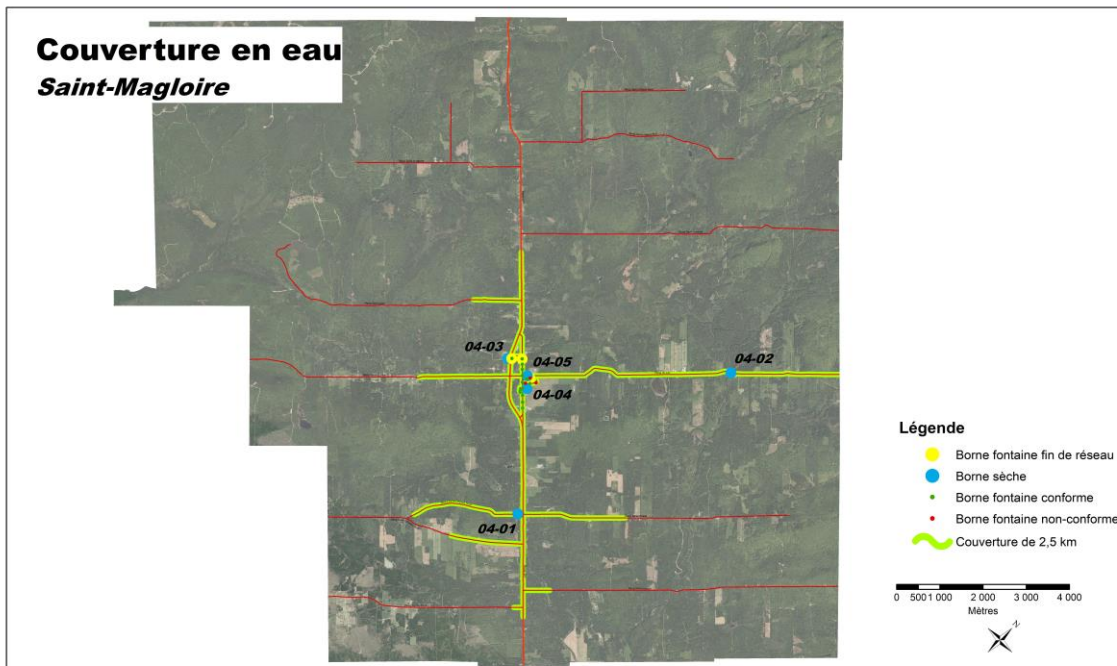 Couverture en eau
Saint-Magloire
04-03
04-05
04-02
04-04
04-01
Légende
Borne fontaine fin de réseau
Borne sèche
Borne fontaine conforme
Borne fontaine non-conforme
Couverture de 2,5 km
0 500 1 000 2 000 3 000 4 000
Mètres
N